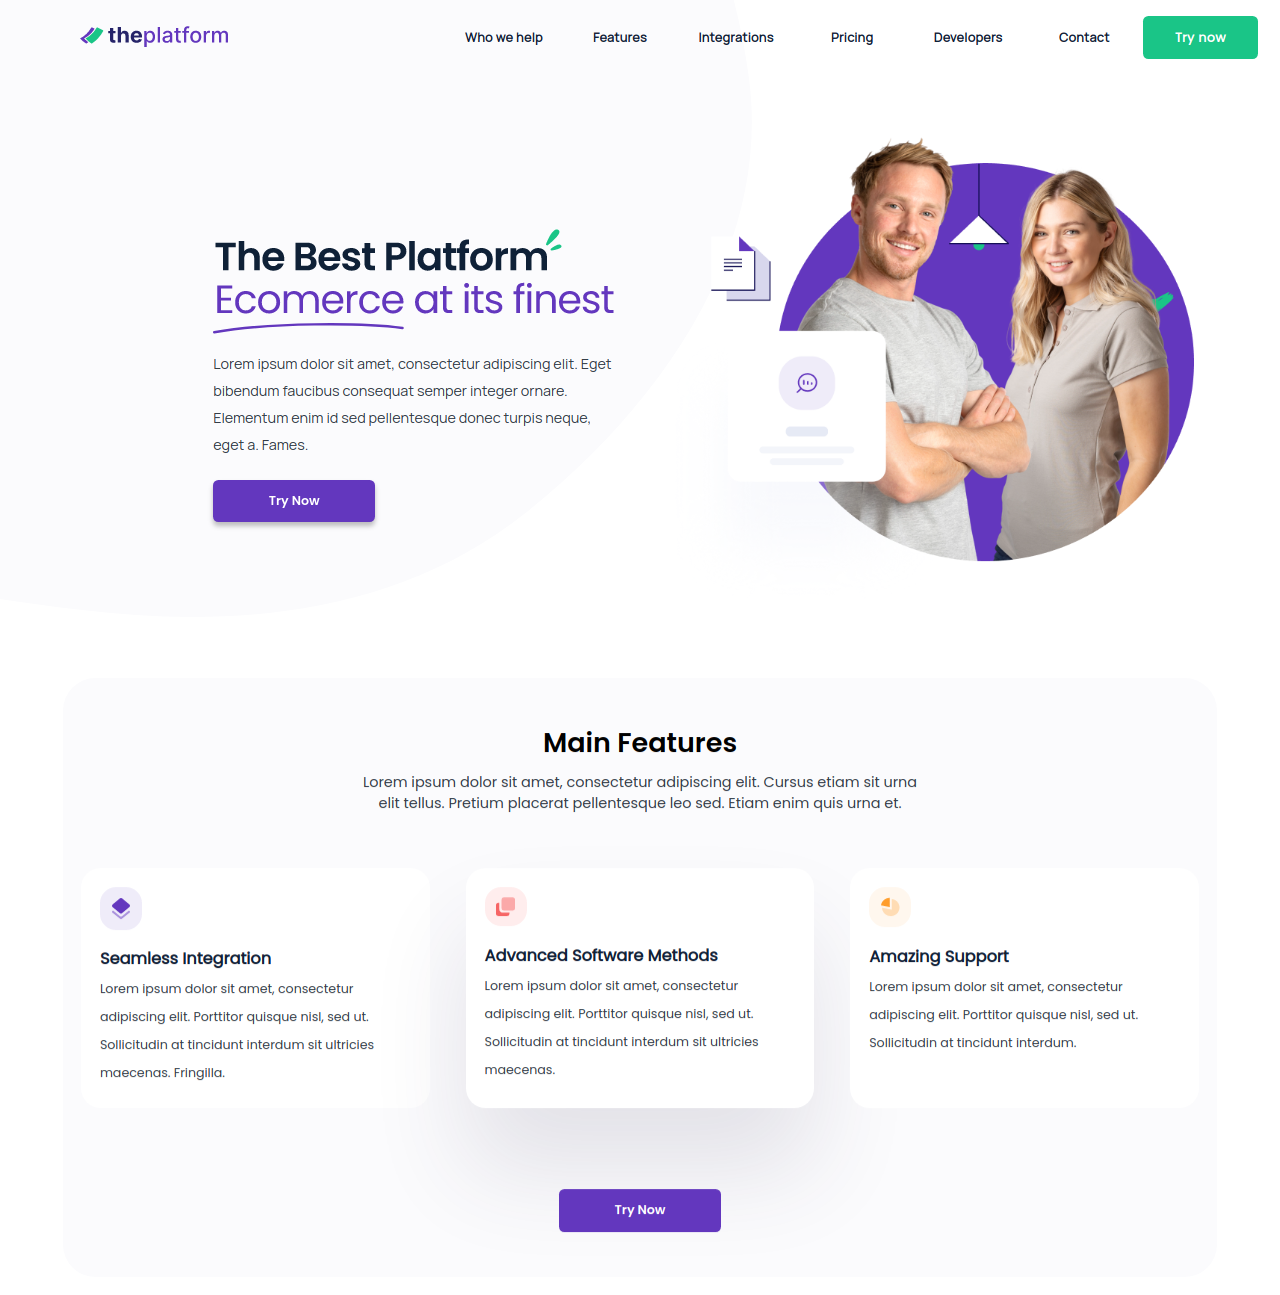 theplatform
Who we help
Features
Integrations
Pricing
Developers
Contact
Try now
The Best Platform
Ecomerce at its finest
Lorem ipsum dolor sit amet, consectetur adipiscing elit. Eget
bibendum faucibus consequat semper integer ornare.
Elementum enim id sed pellentesque donec turpis neque,
eget a. Fames.
Try Now
Main Features
Lorem ipsum dolor sit amet, consectetur adipiscing elit. Cursus etiam sit urna
elit tellus. Pretium placerat pellentesque leo sed. Etiam enim quis urna et.
Seamless Integration
Lorem ipsum dolor sit amet, consectetur
adipiscing elit. Porttitor quisque nisl, sed ut.
Sollicitudin at tincidunt interdum sit ultricies
maecenas. Fringilla.
Advanced Software Methods
Lorem ipsum dolor sit amet, consectetur
adipiscing elit. Porttitor quisque nisl, sed ut.
Sollicitudin at tincidunt interdum sit ultricies
maecenas.
Amazing Support
Lorem ipsum dolor sit amet, consectetur
adipiscing elit. Porttitor quisque nisl, sed ut.
Sollicitudin at tincidunt interdum.
Try Now